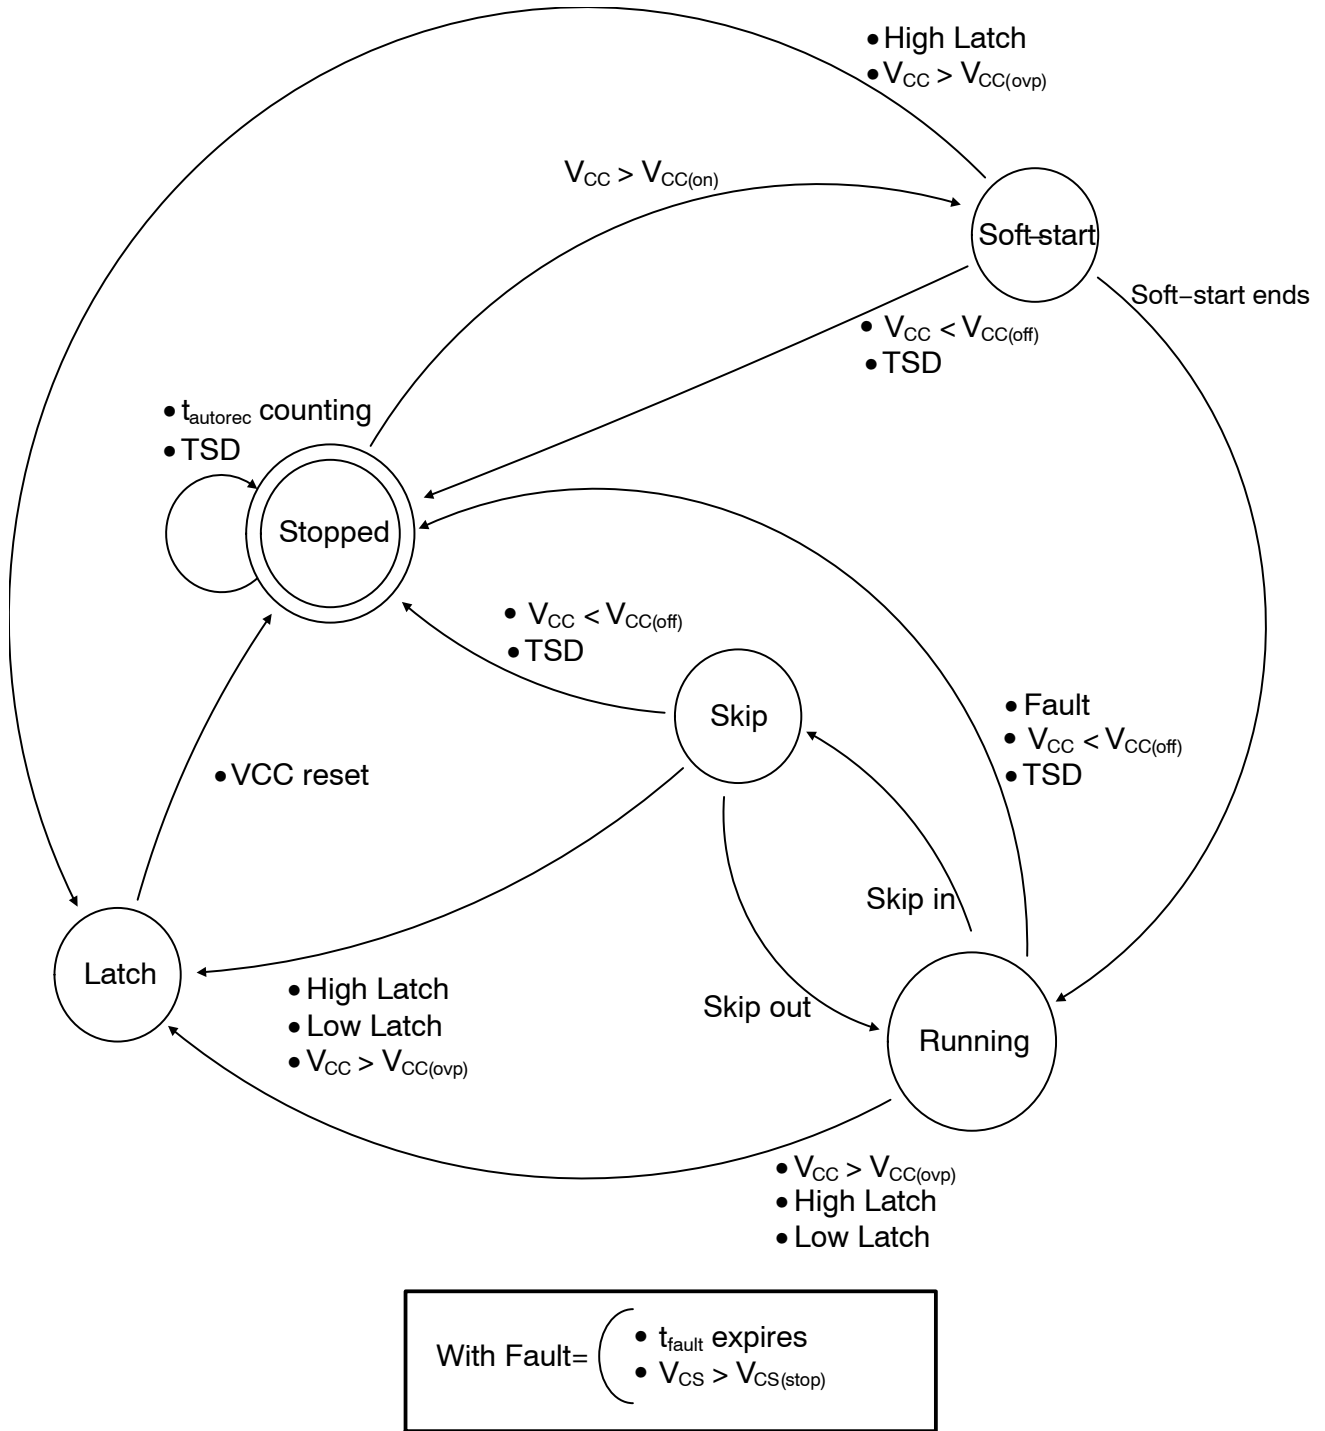 • High Latch
• VCC > VCC(ovp)
VCC > VCC(on)
Soft–start
Soft–start ends
• VCC < VCC(off)
• TSD
• tautorec counting
• TSD
Stopped
• VCC < VCC(off)
• TSD
Skip
• Fault
• VCC < VCC(off)
• TSD
• VCC reset
Skip in
Latch
• High Latch
• Low Latch
• VCC > VCC(ovp)
Skip out
Running
• VCC > VCC(ovp)
• High Latch
• Low Latch
With Fault=
• tfault expires
• VCS > VCS(stop)